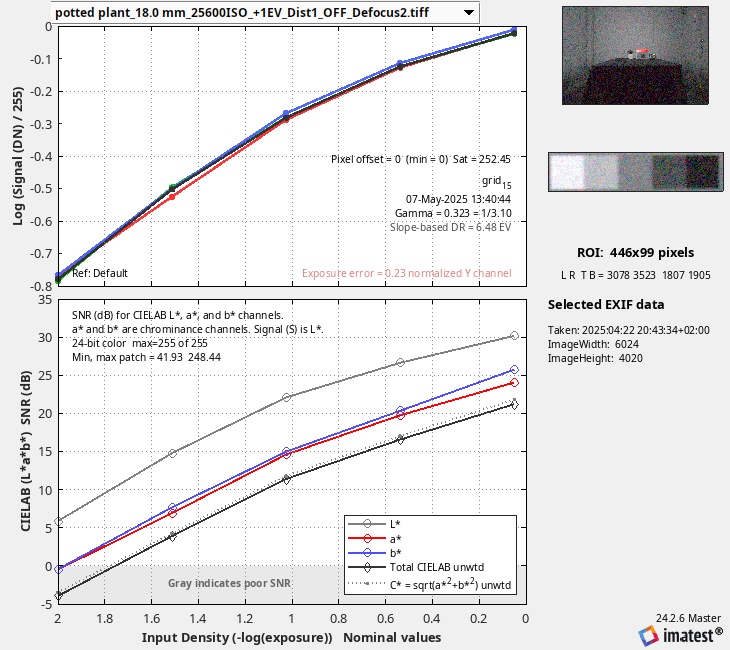 potted plant_18.0 mm_25600ISO_+1EV_Dist1_OFF_Defocus2.tiff
0
-0.1
-0.2
-0.3
-0.4
-0.5
-0.6
-0.7
-0.8
Log (Signal (DN) / 255)
Pixel offset = 0 (min = 0) Sat = 252.45
grid15
07-May-2025 13:40:44
Gamma = 0.323 = 1/3.10
Slope-based DR = 6.48 EV
Ref: Default
Exposure error = 0.23 normalized Y channel
ROI: 446x99 pixels
L R T B = 3078 3523 1807 1905
Selected EXIF data
Taken: 2025:04:22 20:43:34+02:00
ImageWidth: 6024
ImageHeight: 4020
35
30
25
20
15
10
5
0
-5
CIELAB (L*a*b*) SNR (dB)
SNR (dB) for CIELAB L*, a*, and b* channels.
a* and b* are chrominance channels. Signal (S) is L*.
24-bit color max=255 of 255
Min, max patch = 41.93 248.44
L*
a*
b*
Total CIELAB unwtd
C* = sqrt(a*2+b*2) unwtd
Gray indicates poor SNR
2 1.8 1.6 1.4 1.2 1 0.8 0.6 0.4 0.2 0
Input Density (-log(exposure)) Nominal values
24.2.6 Master
imatest®